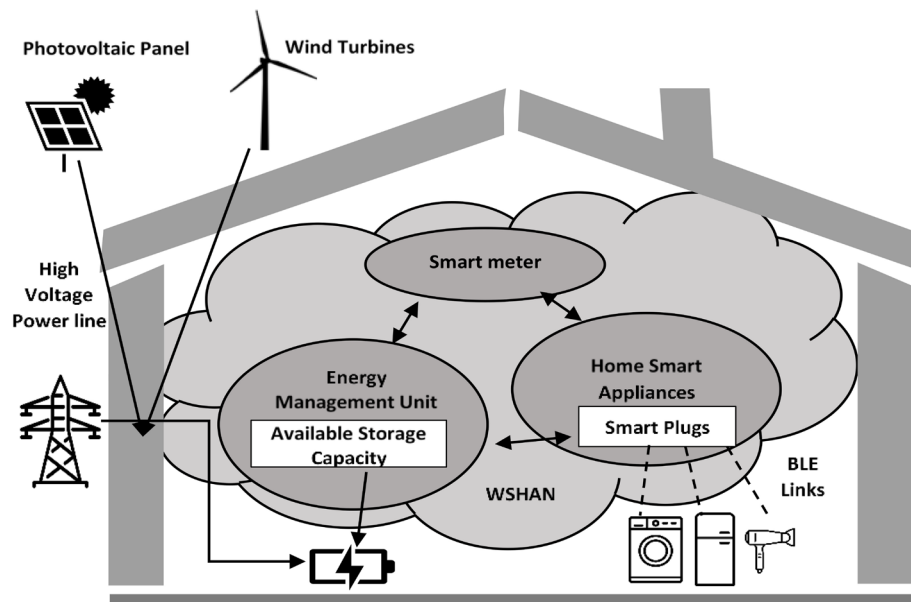 Photovoltaic Panel
Wind Turbines
High
Voltage
Power line
Smart meter
Energy
Management Unit
Available Storage
Capacity
Home Smart
Appliances
Smart Plugs
WSHAN
BLE
Links